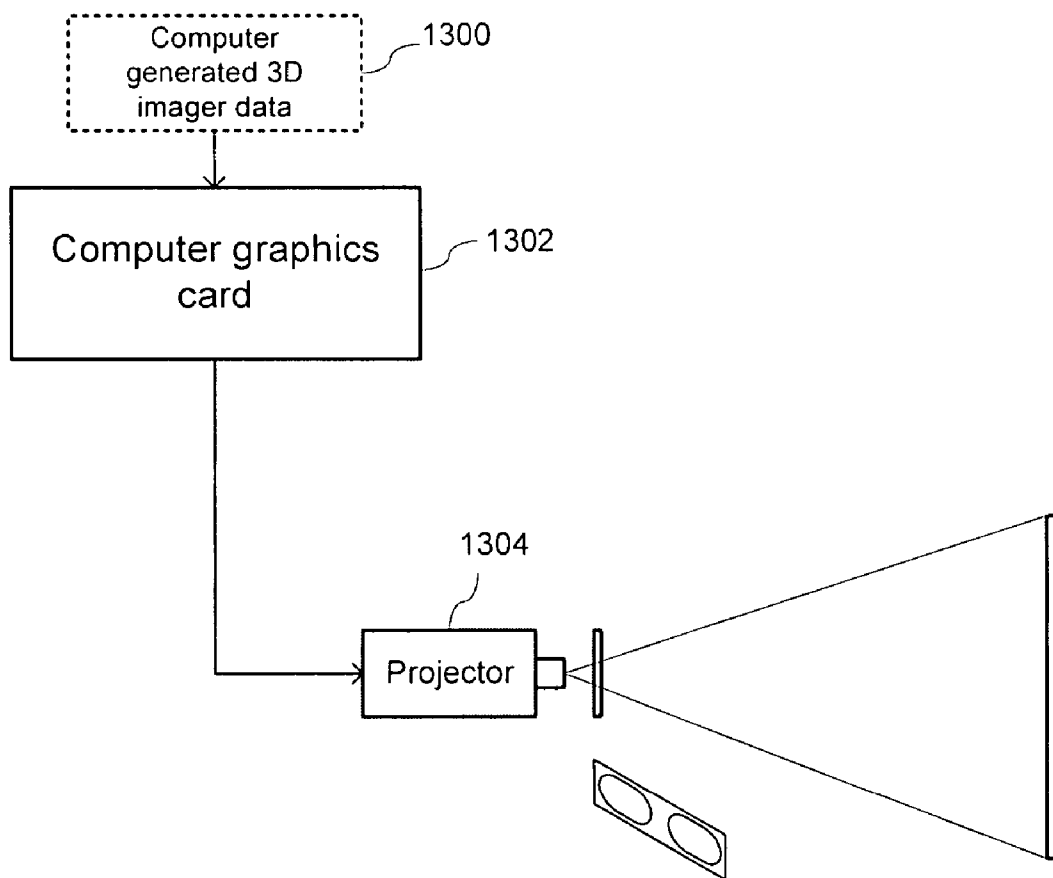 Computer
generated 3D
imager data
1300
Computer graphics
card
1302
1304
Projector